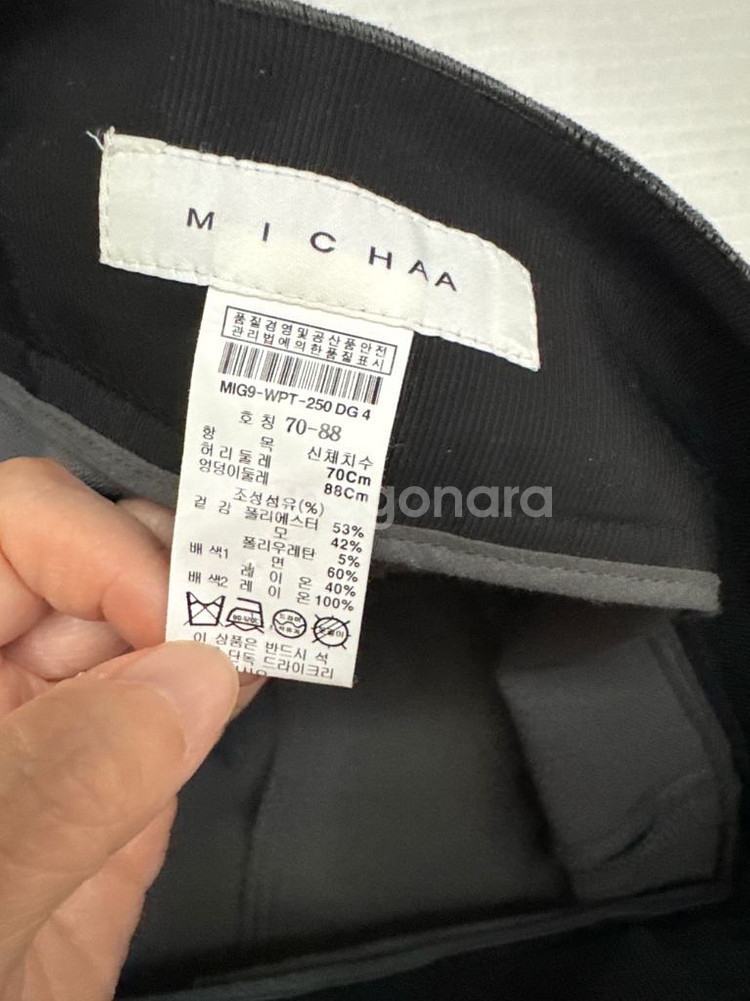 MICHAA
품질경영및공산품안전
관리법에의한품질표시
MIG9-WPT-250 DG 4
호 칭 70-88
항 목 신체치수
허리둘레 70Cm
엉덩이둘레 88Cm
조성섬유(%)
겉 감 폴리에스터 53%
모 42%
폴리우레탄 5%
배 색1 면 60%
레 이 온 40%
배 색2 레 이 온 100%
드라이
이 상품은 반드시 석
단독 드라이크리
gonara